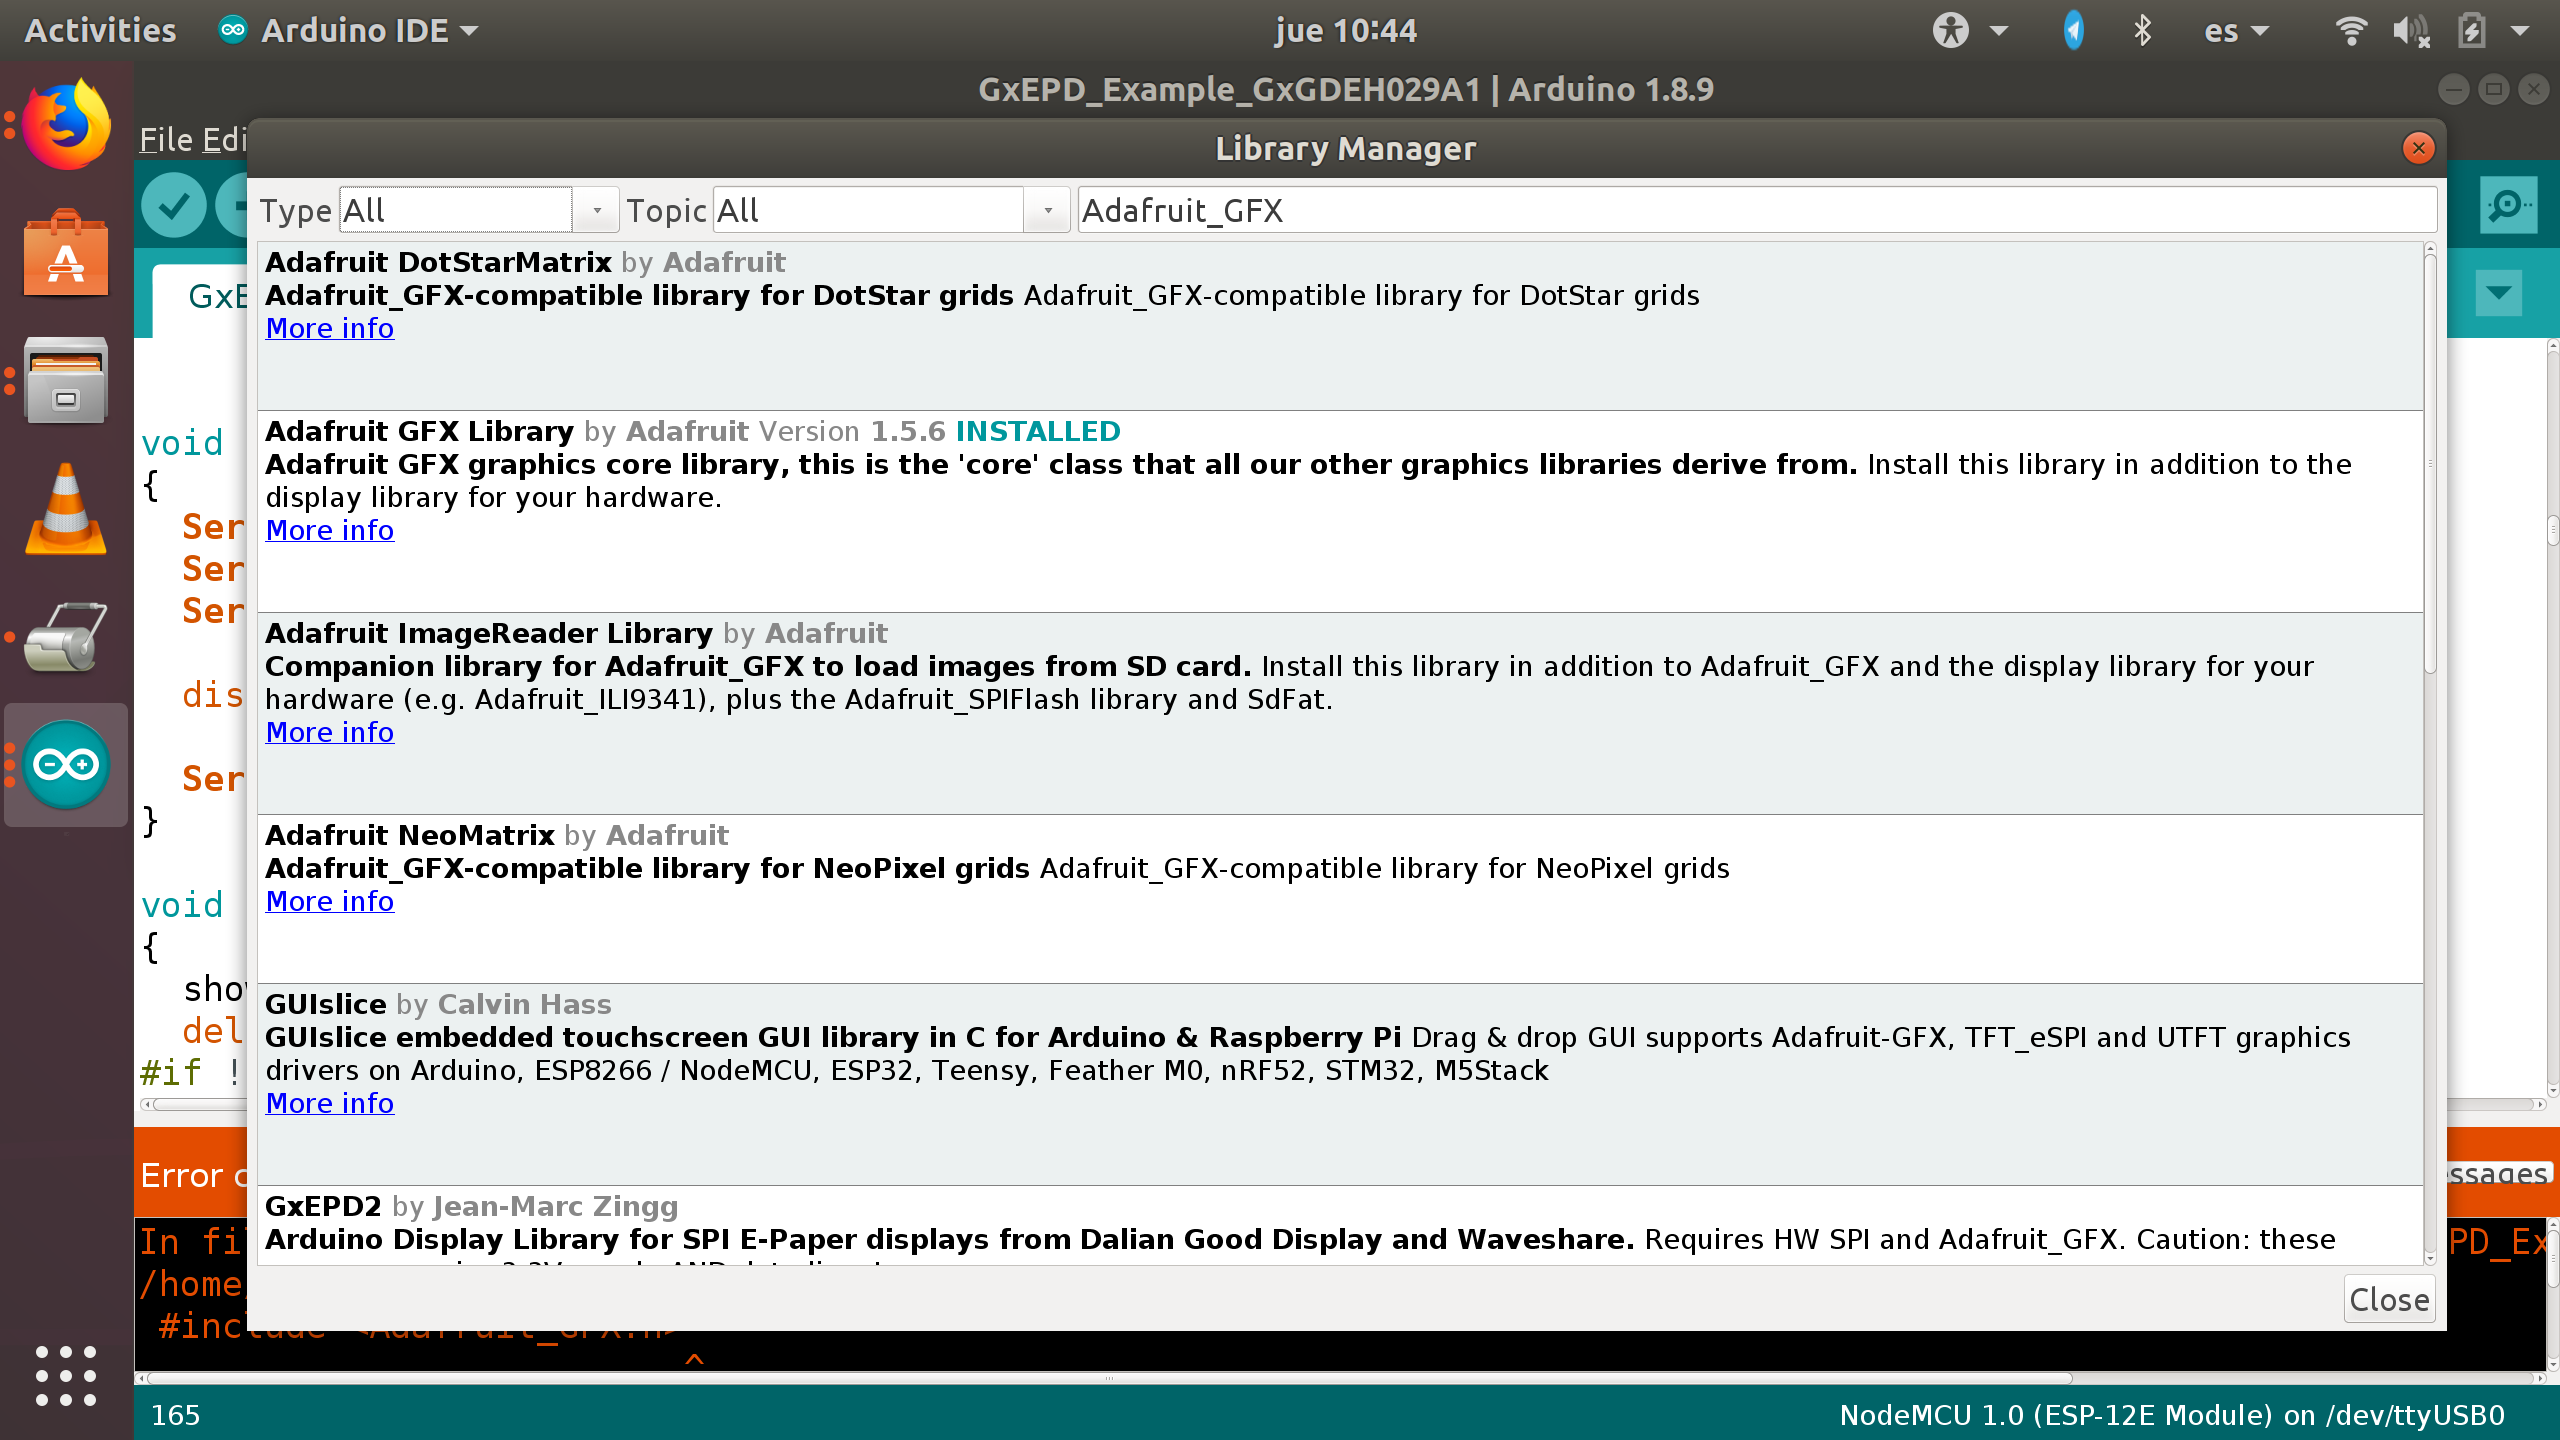 Activities Arduino IDE jue 10:44 es
GxEPD_Example_GxGDEH029A1 | Arduino 1.8.9
File Edi
Library Manager
Type All Topic All Adafruit_GFX
Adafruit DotStarMatrix by Adafruit
Adafruit_GFX-compatible library for DotStar grids Adafruit_GFX-compatible library for DotStar grids
More info
Adafruit GFX Library by Adafruit Version 1.5.6 INSTALLED
Adafruit GFX graphics core library, this is the 'core' class that all our other graphics libraries derive from. Install this library in addition to the
display library for your hardware.
More info
Adafruit ImageReader Library by Adafruit
Companion library for Adafruit_GFX to load images from SD card. Install this library in addition to Adafruit_GFX and the display library for your
hardware (e.g. Adafruit_ILI9341), plus the Adafruit_SPIFlash library and SdFat.
More info
Adafruit NeoMatrix by Adafruit
Adafruit_GFX-compatible library for NeoPixel grids Adafruit_GFX-compatible library for NeoPixel grids
More info
GUIslice by Calvin Hass
GUIslice embedded touchscreen GUI library in C for Arduino & Raspberry Pi Drag & drop GUI supports Adafruit-GFX, TFT_eSPI and UTFT graphics
drivers on Arduino, ESP8266 / NodeMCU, ESP32, Teensy, Feather M0, nRF52, STM32, M5Stack
More info
GxEPD2 by Jean-Marc Zingg
Arduino Display Library for SPI E-Paper displays from Dalian Good Display and Waveshare. Requires HW SPI and Adafruit_GFX. Caution: these
Close
GxE
void
{
Ser
Ser
Ser
dis
Ser
}
void
{
sho
del
#if !
Error
ssages
In fi PD_Ex
/home/
#include <Adafruit_GFX.h>
^
165 NodeMCU 1.0 (ESP-12E Module) on /dev/ttyUSB0